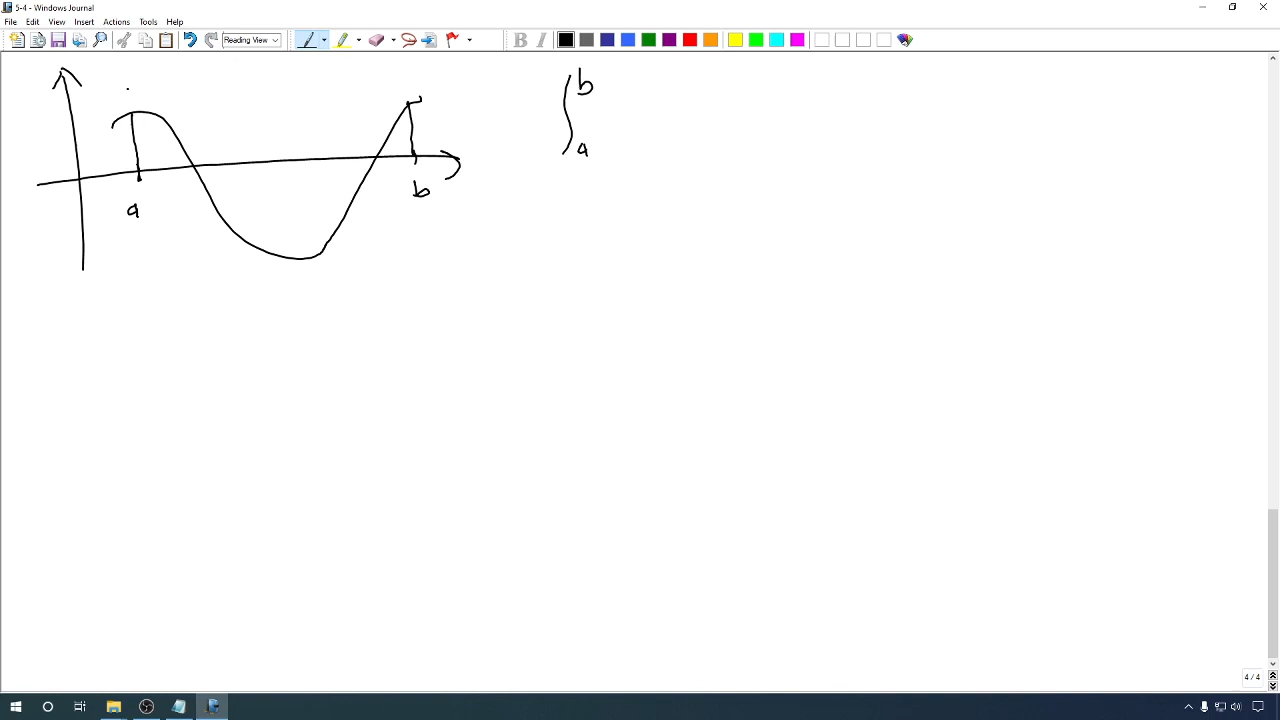 5-4 - Windows Journal
File Edit View Insert Actions Tools Help
Reading View B I
b
a
a
b
4 / 4